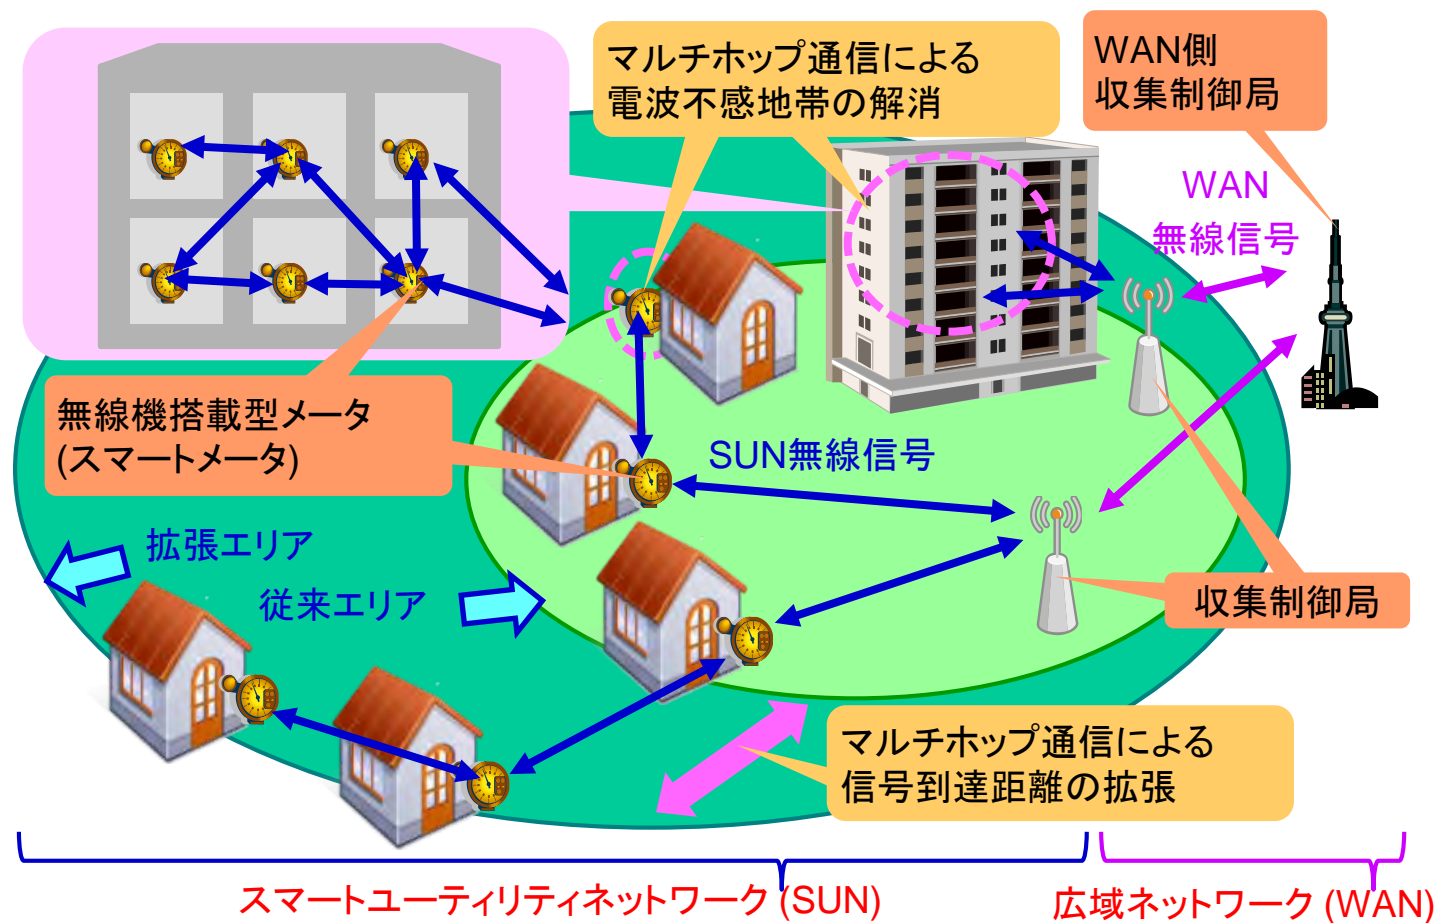 マルチホップ通信による
電波不感地帯の解消
WAN側
収集制御局
WAN
無線信号
無線機搭載型メータ
(スマートメータ)
SUN無線信号
拡張エリア
従来エリア
収集制御局
マルチホップ通信による
信号到達距離の拡張
スマートユーティリティネットワーク (SUN)
広域ネットワーク (WAN)